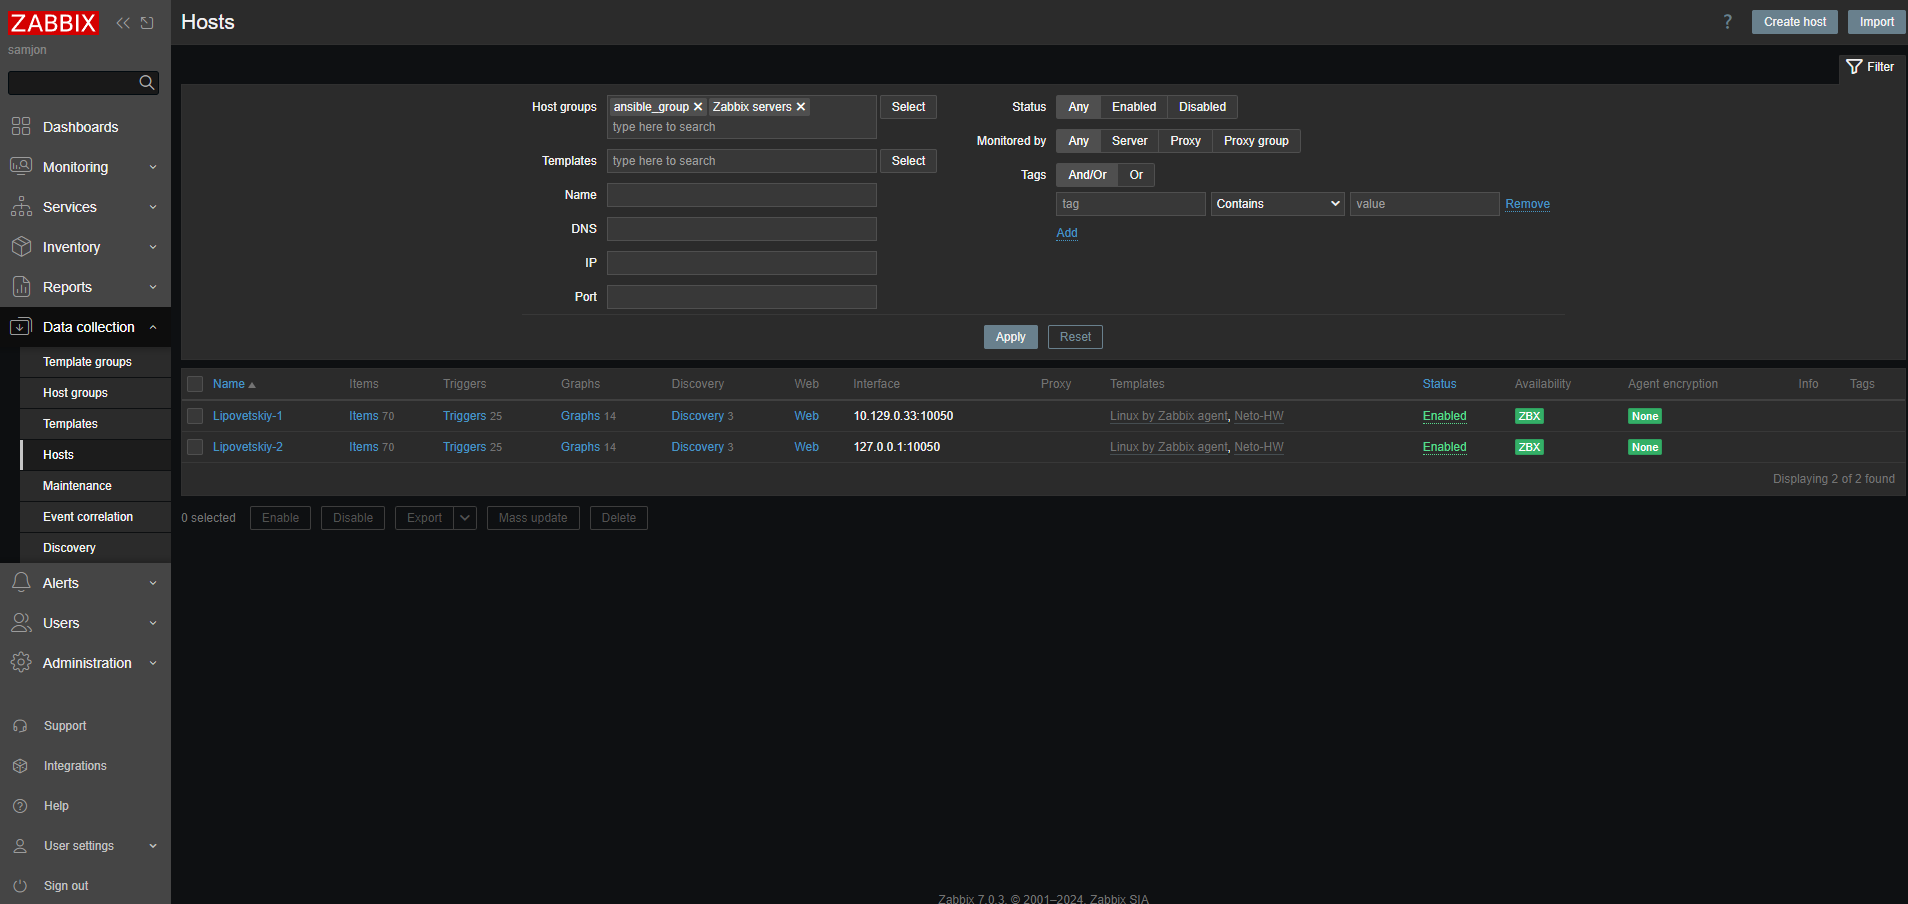 ZABBIX
samjon
Dashboards
Monitoring
Services
Inventory
Reports
Data collection
Template groups
Host groups
Templates
Hosts
Maintenance
Event correlation
Discovery
Alerts
Users
Administration
Support
Integrations
Help
User settings
Sign out
Hosts
? Create host Import
Filter
Host groups ansible_group ✕ Zabbix servers ✕ Select
type here to search
Templates type here to search Select
Name
DNS
IP
Port
Status Any Enabled Disabled
Monitored by Any Server Proxy Proxy group
Tags And/Or Or
tag Contains value Remove
Add
Apply Reset
Name Items Triggers Graphs Discovery Web Interface Proxy Templates Status Availability Agent encryption Info Tags
Lipovetskiy-1 Items 70 Triggers 25 Graphs 14 Discovery 3 Web 10.129.0.33:10050 Linux by Zabbix agent, Neto-HW Enabled ZBX None
Lipovetskiy-2 Items 70 Triggers 25 Graphs 14 Discovery 3 Web 127.0.0.1:10050 Linux by Zabbix agent, Neto-HW Enabled ZBX None
Displaying 2 of 2 found
0 selected Enable Disable Export Mass update Delete
Zabbix 7.0.3. © 2001–2024, Zabbix SIA